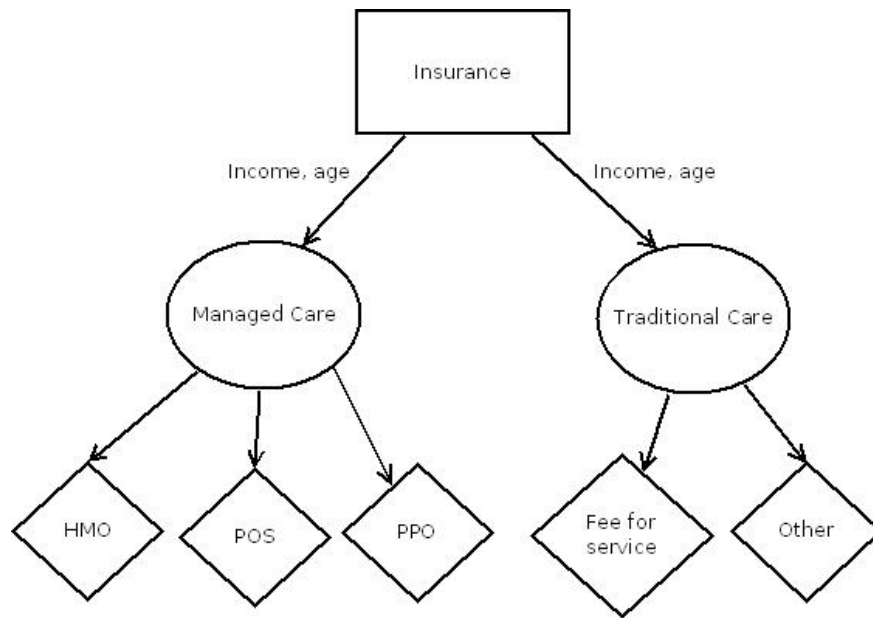 Insurance
Income, age
Income, age
Managed Care
Traditional Care
HMO
POS
PPO
Fee for
service
Other